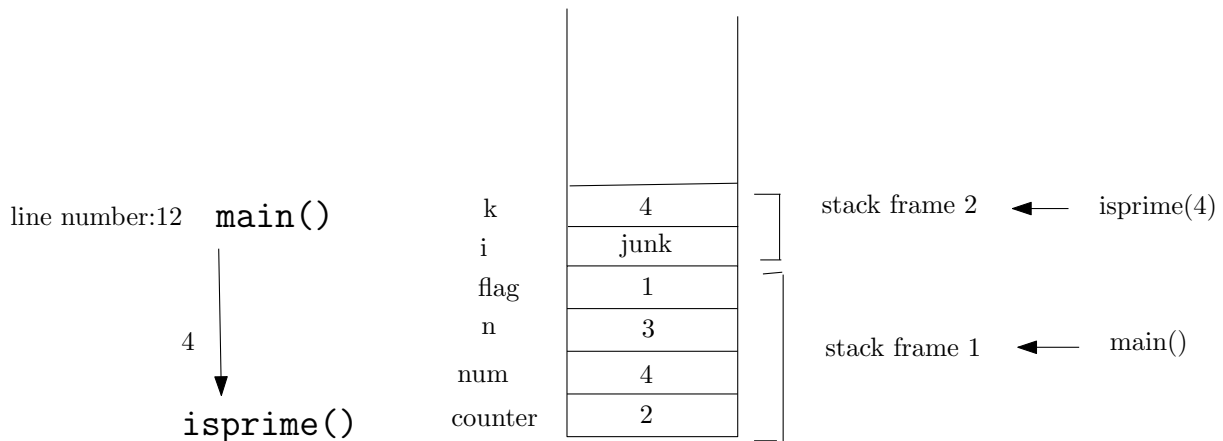 line number:12 main()
4
isprime()
k 4
i junk
flag 1
n 3
num 4
counter 2
stack frame 2 isprime(4)
stack frame 1 main()